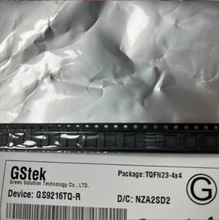 GStek
Green Solution Technology Co., LTD.
Package: TQFN23-4x4
Device: GS9216TQ-R
D/C: NZA2SD2